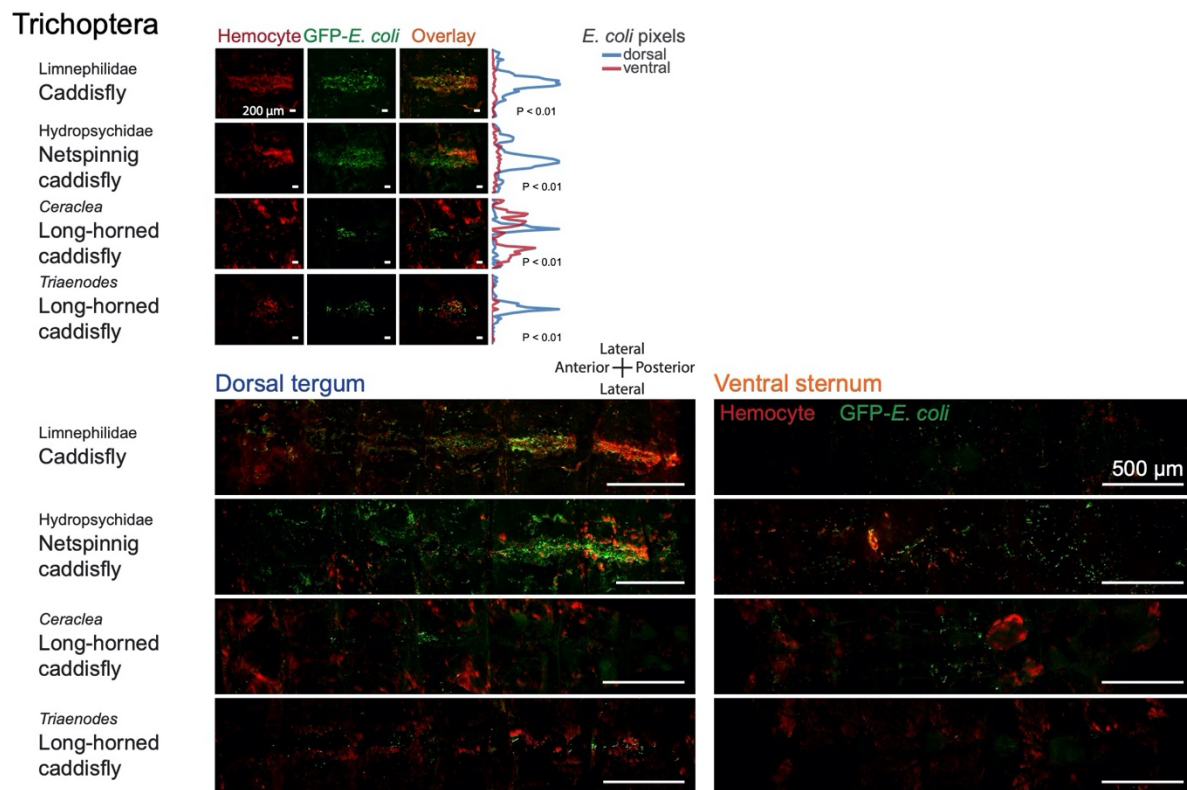 Trichoptera
Hemocyte GFP-E. coli Overlay
E. coli pixels
dorsal
ventral
Limnephilidae
Caddisfly
200 µm
P < 0.01
Hydropsychidae
Netspinnig
caddisfly
P < 0.01
Ceraclea
Long-horned
caddisfly
P < 0.01
Triaenodes
Long-horned
caddisfly
P < 0.01
Lateral
Anterior Posterior
Lateral
Dorsal tergum
Ventral sternum
Hemocyte GFP-E. coli
Limnephilidae
Caddisfly
500 µm
Hydropsychidae
Netspinnig
caddisfly
Ceraclea
Long-horned
caddisfly
Triaenodes
Long-horned
caddisfly